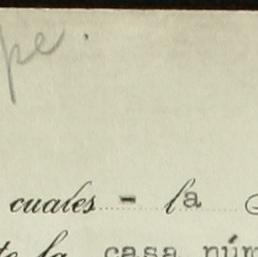 pe.
cuales - la
la casa núm